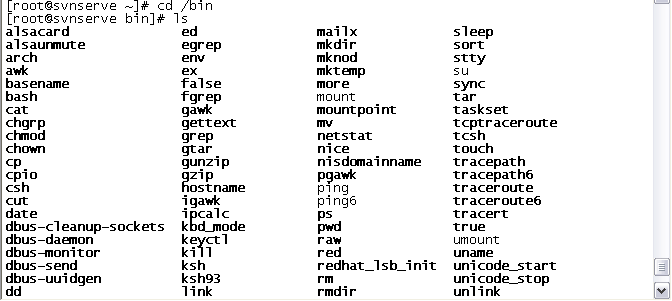 [root@svnserve ~]# cd /bin
[root@svnserve bin]# ls
alsacard ed mailx sleep
alsaunmute egrep mkdir sort
arch env mknod stty
awk ex mktemp su
basename false more sync
bash fgrep mount tar
cat gawk mountpoint taskset
chgrp gettext mv tcptraceroute
chmod grep netstat tcsh
chown gtar nice touch
cp gunzip nisdomainname tracepath
cpio gzip pgawk tracepath6
csh hostname ping traceroute
cut igawk ping6 traceroute6
date ipcalc ps tracert
dbus-cleanup-sockets kbd_mode pwd true
dbus-daemon keyctl raw umount
dbus-monitor kill red uname
dbus-send ksh redhat_lsb_init unicode_start
dbus-uuidgen ksh93 rm unicode_stop
dd link rmdir unlink